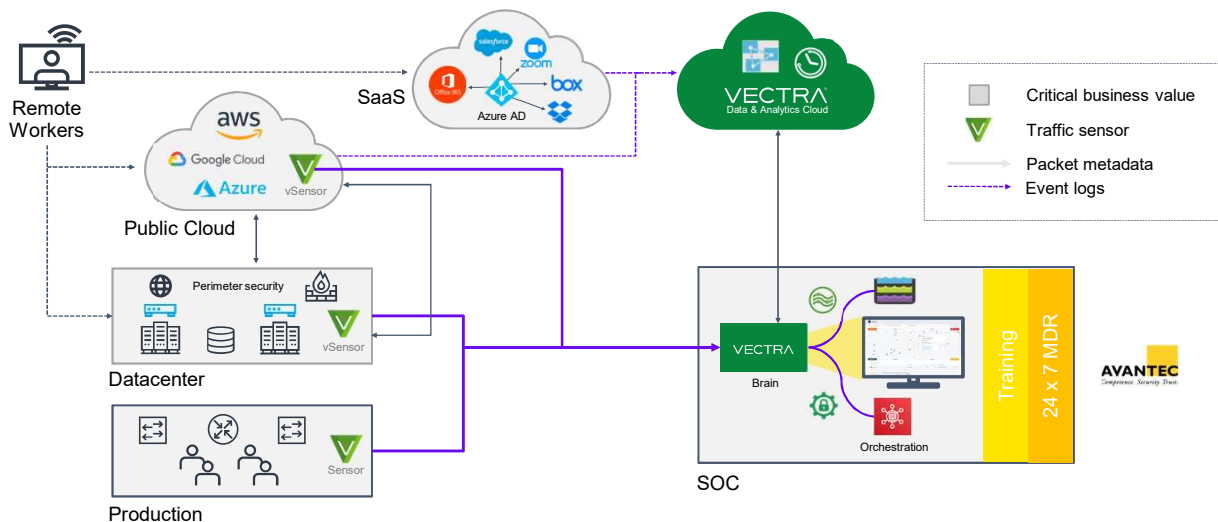 Remote
Workers
SaaS
salesforce
zoom
Office 365
box
Azure AD
VECTRA
Data & Analytics Cloud
Critical business value
Traffic sensor
Packet metadata
Event logs
aws
Google Cloud
Azure
vSensor
Public Cloud
Perimeter security
vSensor
Datacenter
Sensor
Production
VECTRA
Brain
Orchestration
Training
24 x 7 MDR
SOC
AVANTEC
Competence. Security. Trust.